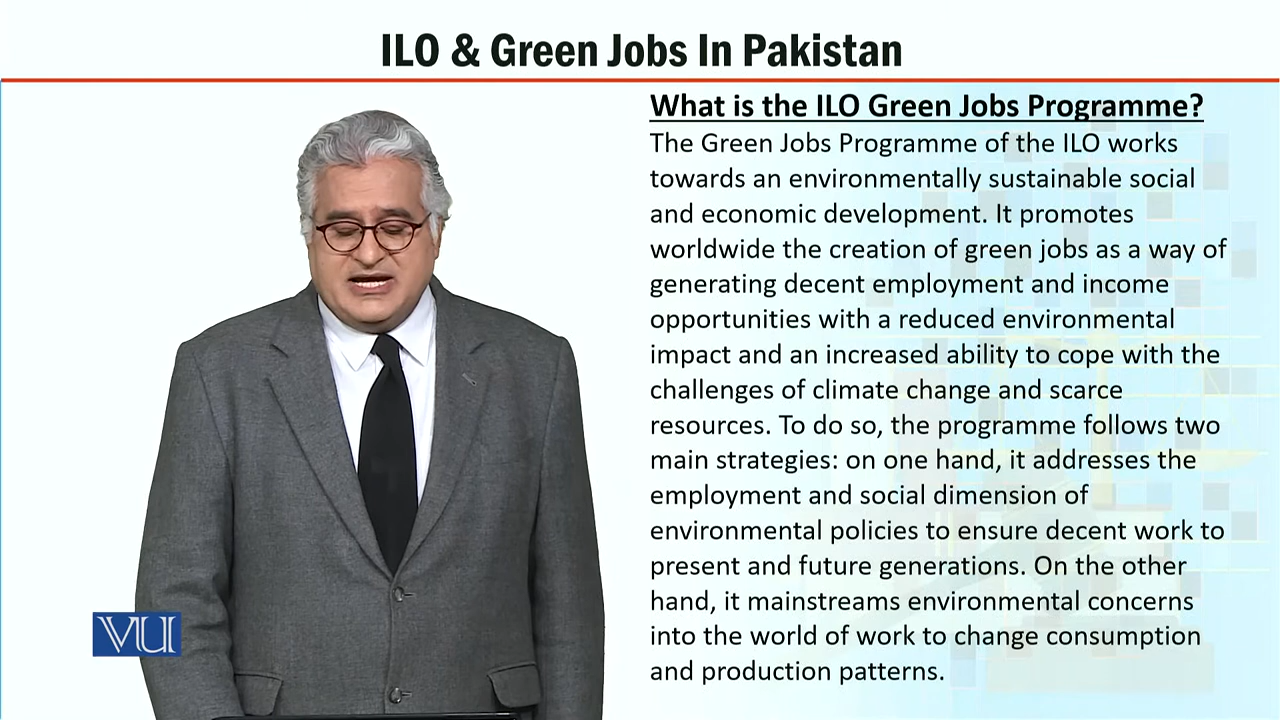 ILO & Green Jobs In Pakistan
What is the ILO Green Jobs Programme?
The Green Jobs Programme of the ILO works
towards an environmentally sustainable social
and economic development. It promotes
worldwide the creation of green jobs as a way of
generating decent employment and income
opportunities with a reduced environmental
impact and an increased ability to cope with the
challenges of climate change and scarce
resources. To do so, the programme follows two
main strategies: on one hand, it addresses the
employment and social dimension of
environmental policies to ensure decent work to
present and future generations. On the other
hand, it mainstreams environmental concerns
into the world of work to change consumption
and production patterns.
VU